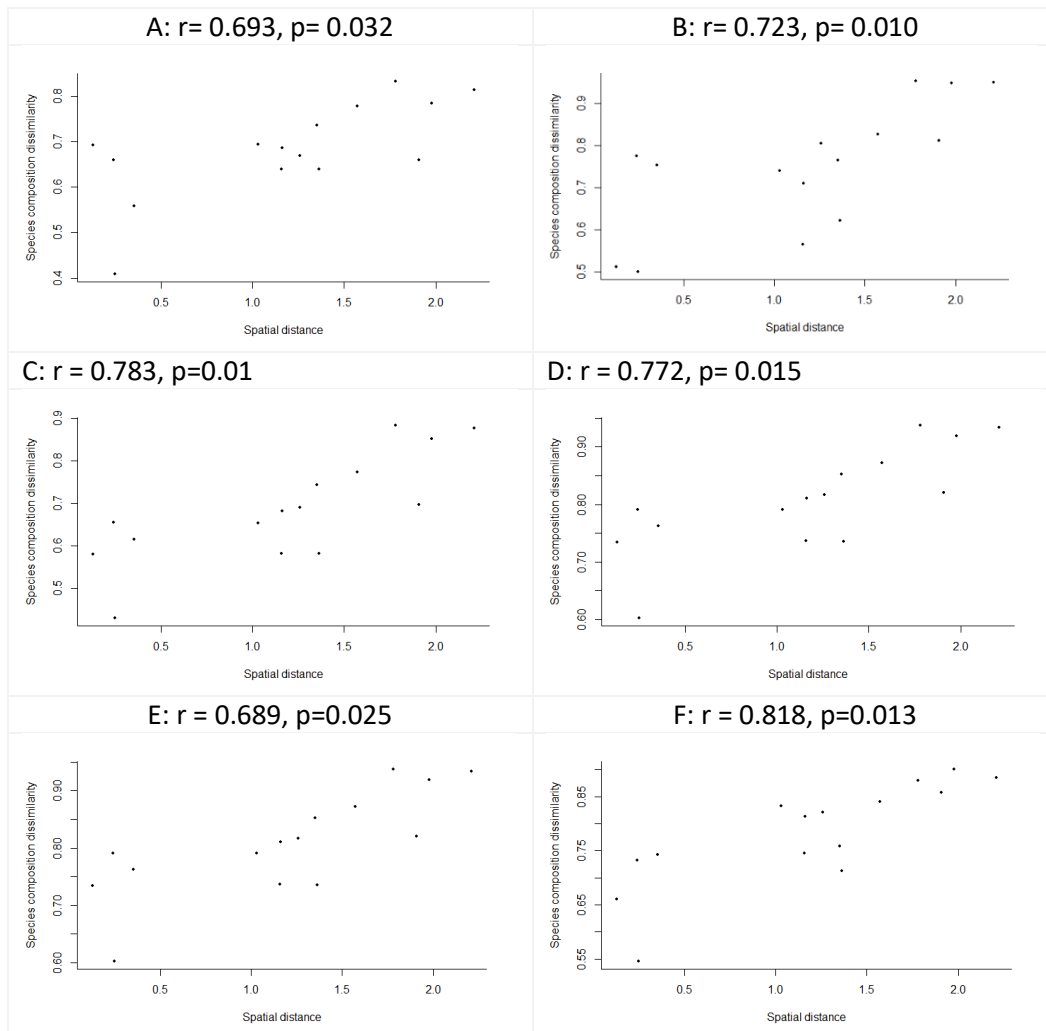 A: r= 0.693, p= 0.032
B: r= 0.723, p= 0.010
Species composition dissimilarity
0.8
0.7
0.6
0.5
0.4
0.5 1.0 1.5 2.0
Spatial distance
Species composition dissimilarity
0.9
0.8
0.7
0.6
0.5
0.5 1.0 1.5 2.0
Spatial distance
C: r = 0.783, p=0.01
D: r = 0.772, p= 0.015
Species composition dissimilarity
0.9
0.8
0.7
0.6
0.5
0.5 1.0 1.5 2.0
Spatial distance
Species composition dissimilarity
0.90
0.80
0.70
0.60
0.5 1.0 1.5 2.0
Spatial distance
E: r = 0.689, p=0.025
F: r = 0.818, p=0.013
Species composition dissimilarity
0.90
0.80
0.70
0.60
0.5 1.0 1.5 2.0
Spatial distance
Species composition dissimilarity
0.85
0.75
0.65
0.55
0.5 1.0 1.5 2.0
Spatial distance